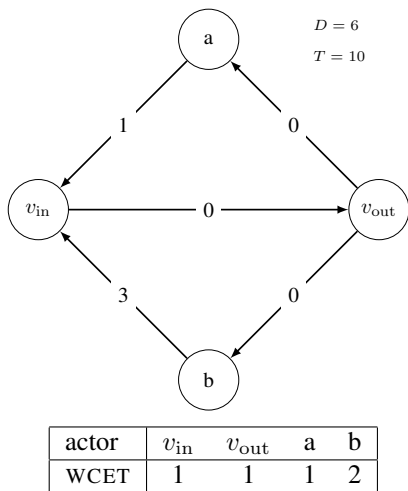 a
D = 6
T = 10
1
0
v_in
0
v_out
3
0
b
actor v_in v_out a b
WCET 1 1 1 2